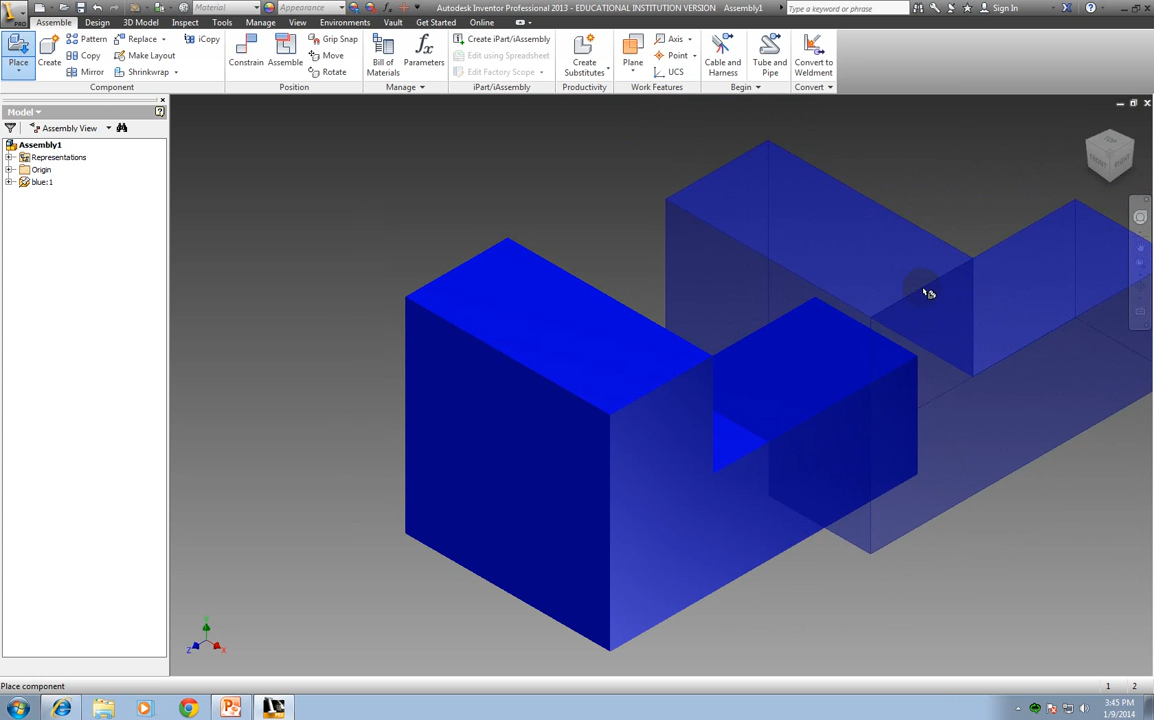 Material
Appearance
Autodesk Inventor Professional 2013 - EDUCATIONAL INSTITUTION VERSION
Assembly1
Type a keyword or phrase
Sign In
PRO
Assemble
Design
3D Model
Inspect
Tools
Manage
View
Environments
Vault
Get Started
Online
Place
Create
Pattern
Copy
Mirror
Replace
Make Layout
Shrinkwrap
iCopy
Component
Constrain
Assemble
Grip Snap
Move
Rotate
Position
Bill of
Materials
Parameters
Manage
Create iPart/iAssembly
Edit using Spreadsheet
Edit Factory Scope
iPart/iAssembly
Create
Substitutes
Productivity
Plane
Axis
Point
UCS
Work Features
Cable and
Harness
Tube and
Pipe
Begin
Convert to
Weldment
Convert
Model
Assembly View
Assembly1
Representations
Origin
blue:1
FRONT
RIGHT
Z
X
Place component
1
2
3:45 PM
1/9/2014